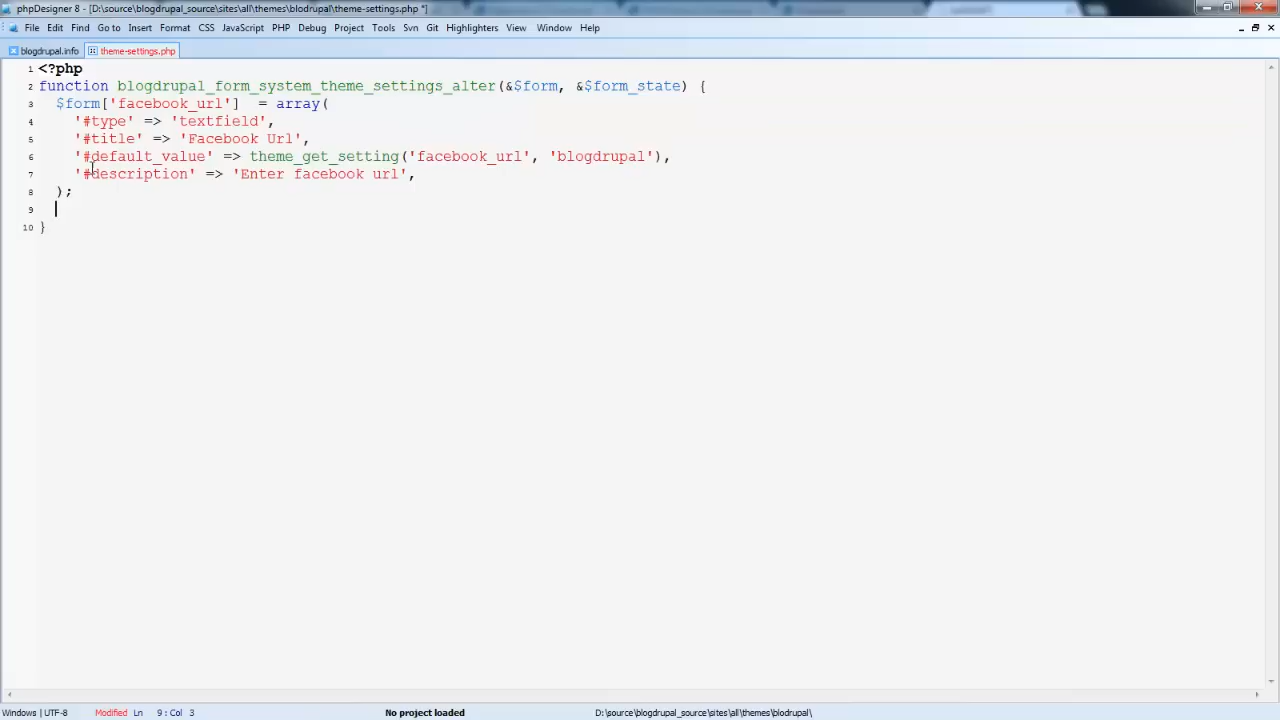 phpDesigner 8 - [D:\source\blogdrupal_source\sites\all\themes\blodrupal\theme-settings.php *]
File Edit Find Go to Insert Format CSS JavaScript PHP Debug Project Tools Svn Git Highlighters View Window Help
blogdrupal.info theme-settings.php
1 <?php
2 function blogdrupal_form_system_theme_settings_alter(&$form, &$form_state) {
3 $form['facebook_url'] = array(
4 '#type' => 'textfield',
5 '#title' => 'Facebook Url',
6 '#default_value' => theme_get_setting('facebook_url', 'blogdrupal'),
7 '#description' => 'Enter facebook url',
8 );
9
10 }
Windows | UTF-8 Modified Ln 9 : Col 3 No project loaded D:\source\blogdrupal_source\sites\all\themes\blodrupal\